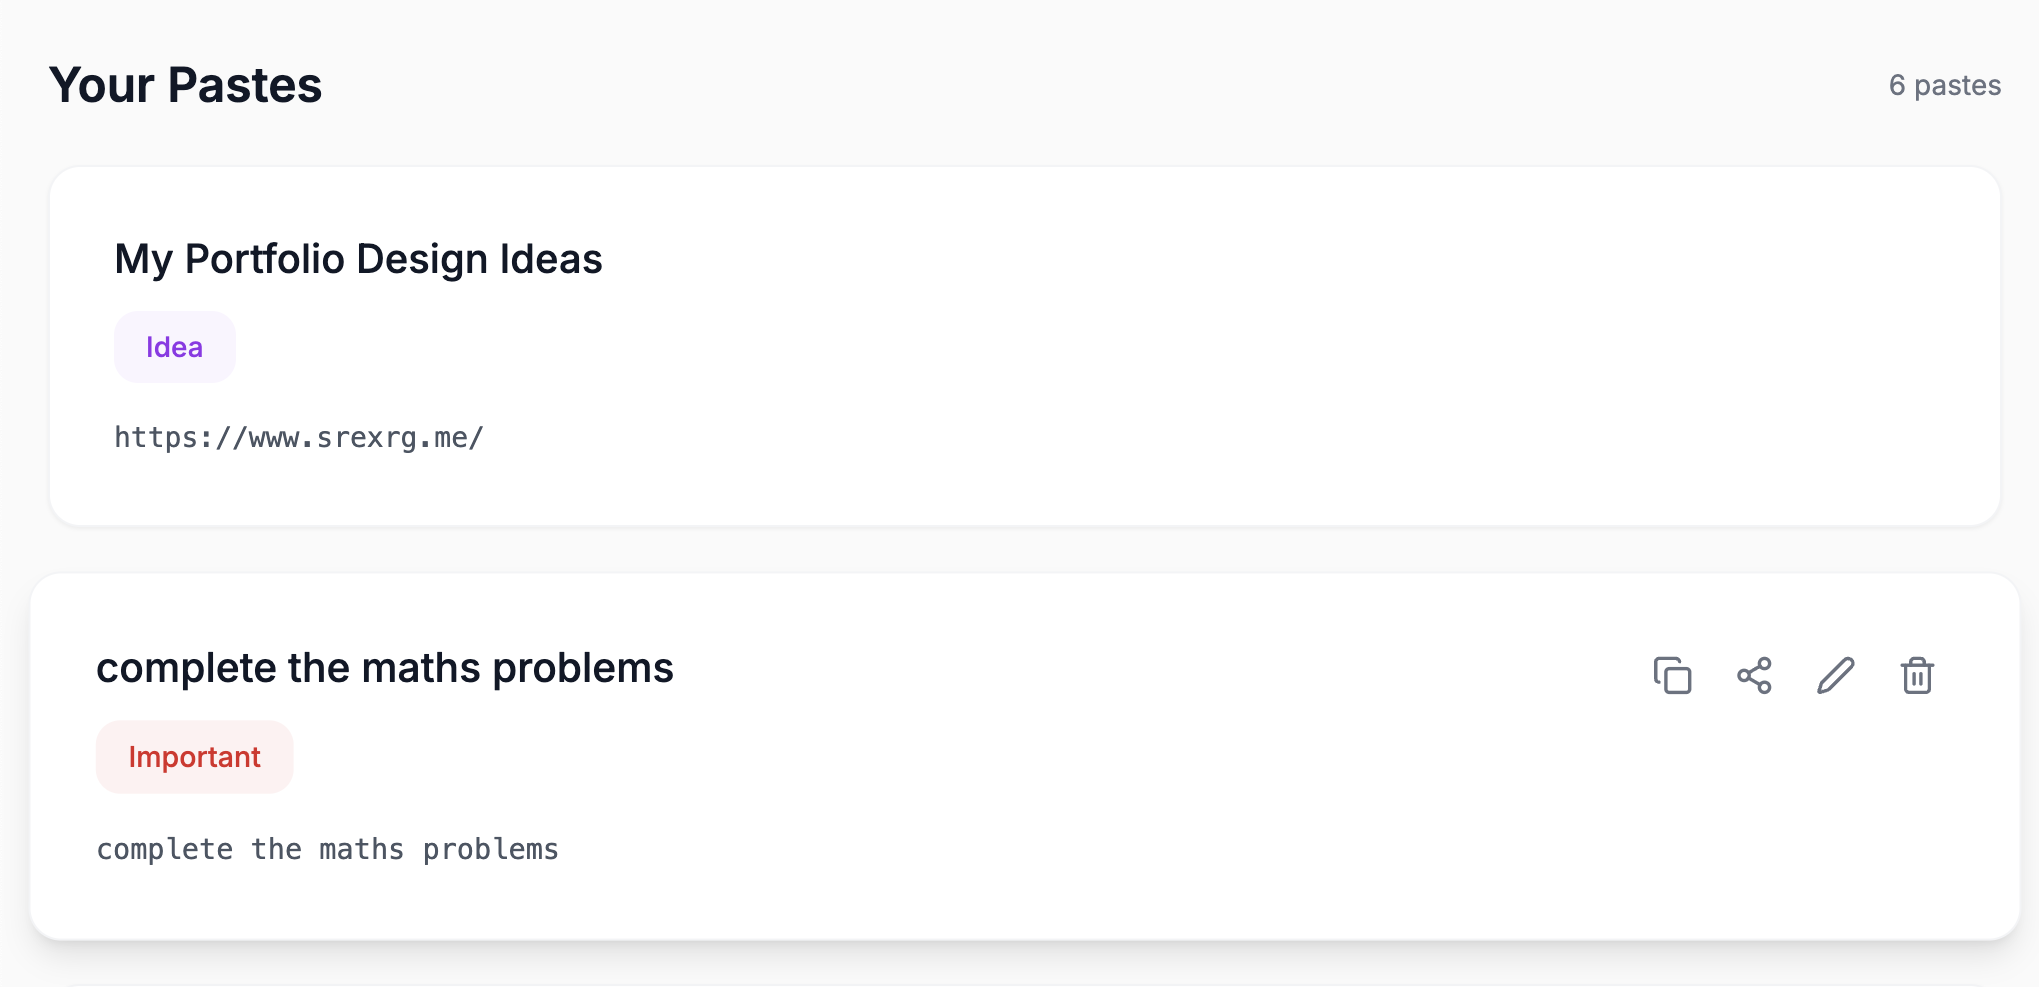 Your Pastes
6 pastes
My Portfolio Design Ideas
Idea
https://www.srexrg.me/
complete the maths problems
Important
complete the maths problems